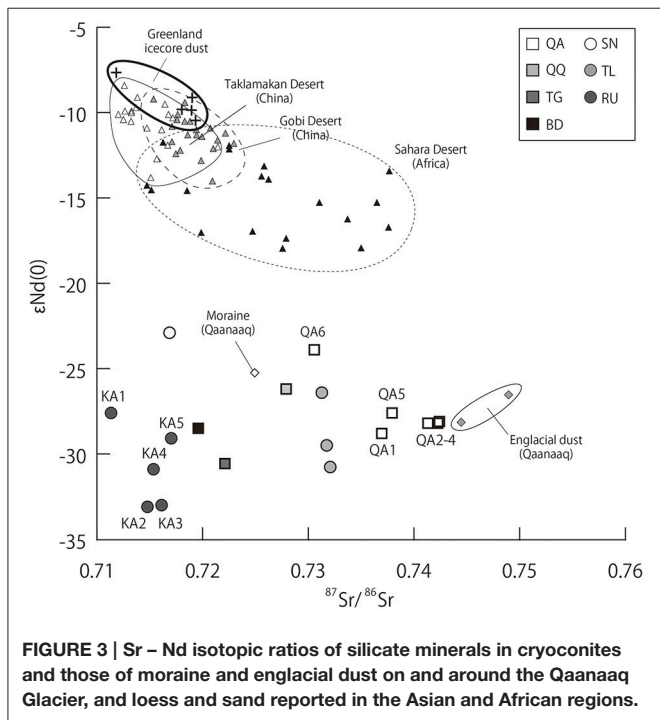 -5
-10
-15
-20
-25
-30
-35
εNd(0)
Greenland
icecore dust
Taklamakan Desert
(China)
Gobi Desert
(China)
Sahara Desert
(Africa)
QA
QQ
TG
BD
SN
TL
RU
Moraine
(Qaanaaq)
QA6
QA5
QA1
QA2-4
Englacial dust
(Qaanaaq)
KA1
KA5
KA4
KA2
KA3
0.71
0.72
0.73
0.74
0.75
0.76
87Sr/86Sr
FIGURE 3 | Sr – Nd isotopic ratios of silicate minerals in cryoconites
and those of moraine and englacial dust on and around the Qaanaaq
Glacier, and loess and sand reported in the Asian and African regions.